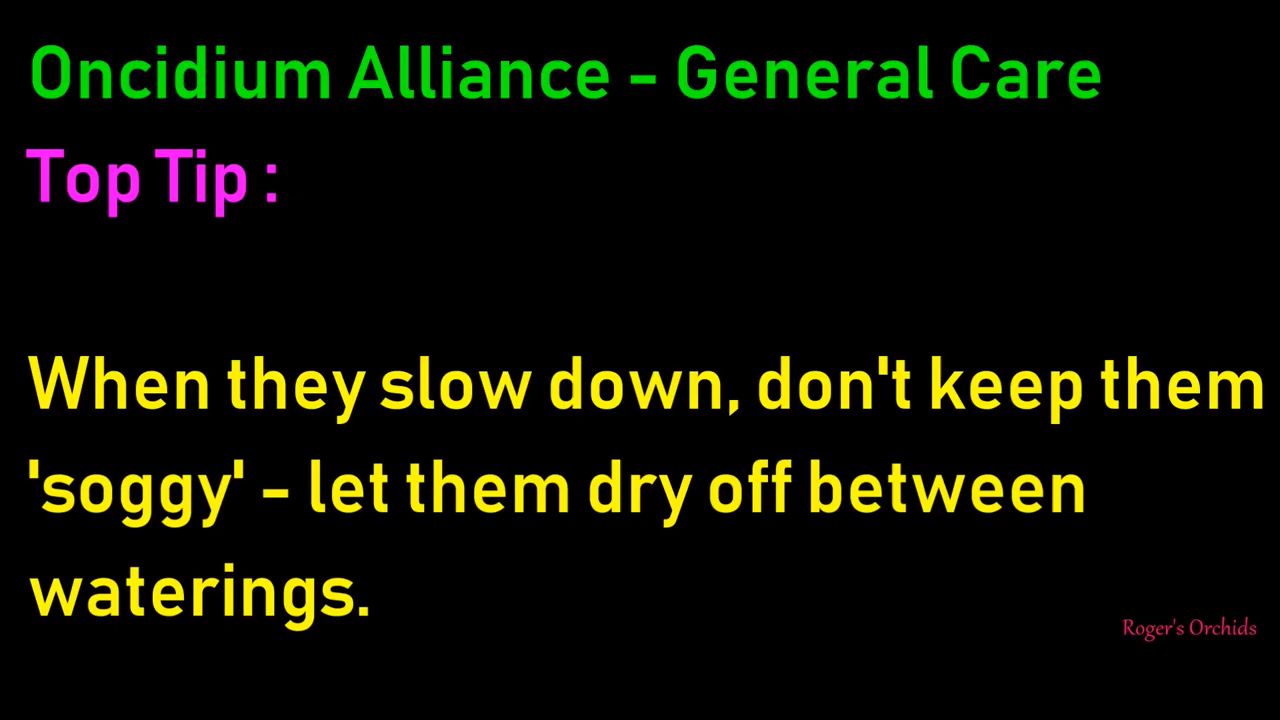 Oncidium Alliance - General Care
Top Tip :
When they slow down, don't keep them
'soggy' - let them dry off between
waterings.
Roger's Orchids